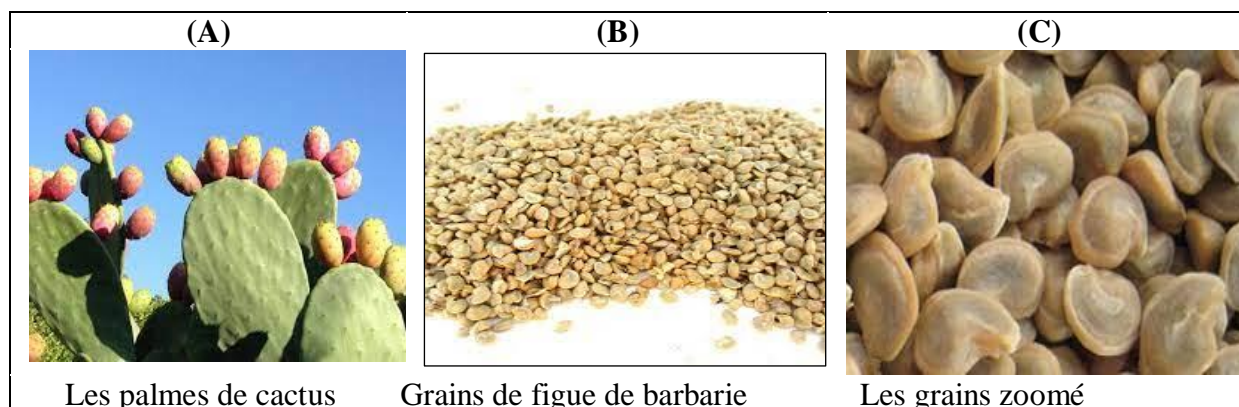 (A) (B) (C)
Les palmes de cactus Grains de figue de barbarie Les grains zoomé